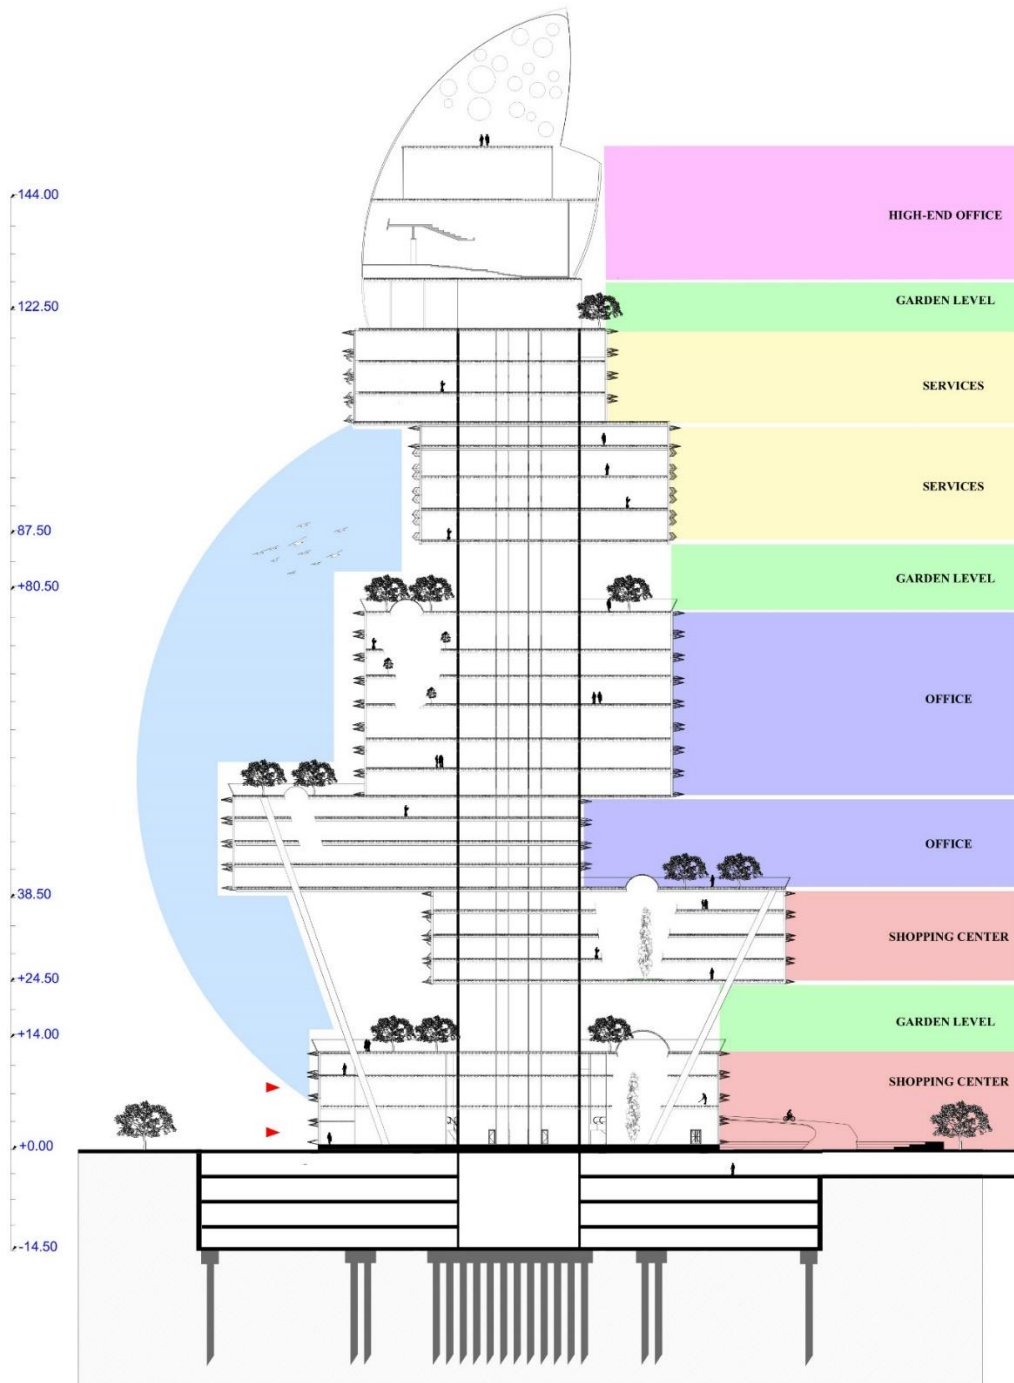 144.00
HIGH-END OFFICE
GARDEN LEVEL
122.50
SERVICES
SERVICES
87.50
GARDEN LEVEL
+80.50
OFFICE
OFFICE
38.50
SHOPPING CENTER
+24.50
GARDEN LEVEL
+14.00
SHOPPING CENTER
+0.00
-14.50